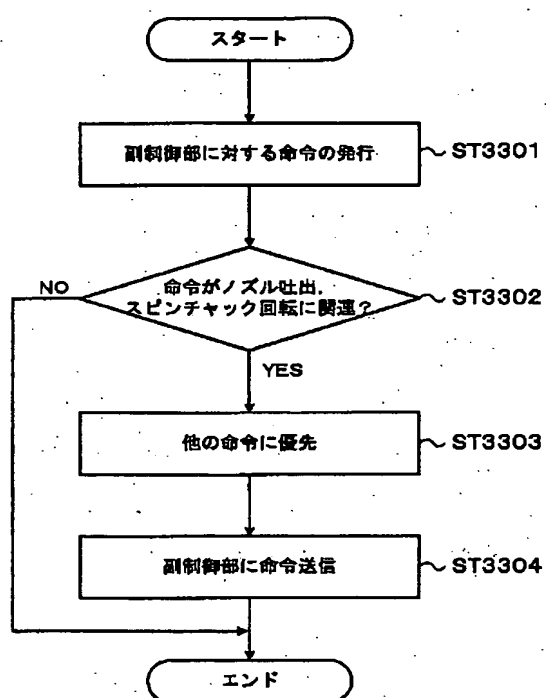 スタート
副制御部に対する命令の発行
ST3301
命令がノズル吐出,
スピンチャック回転に関連?
ST3302
NO
YES
他の命令に優先
ST3303
副制御部に命令送信
ST3304
エンド